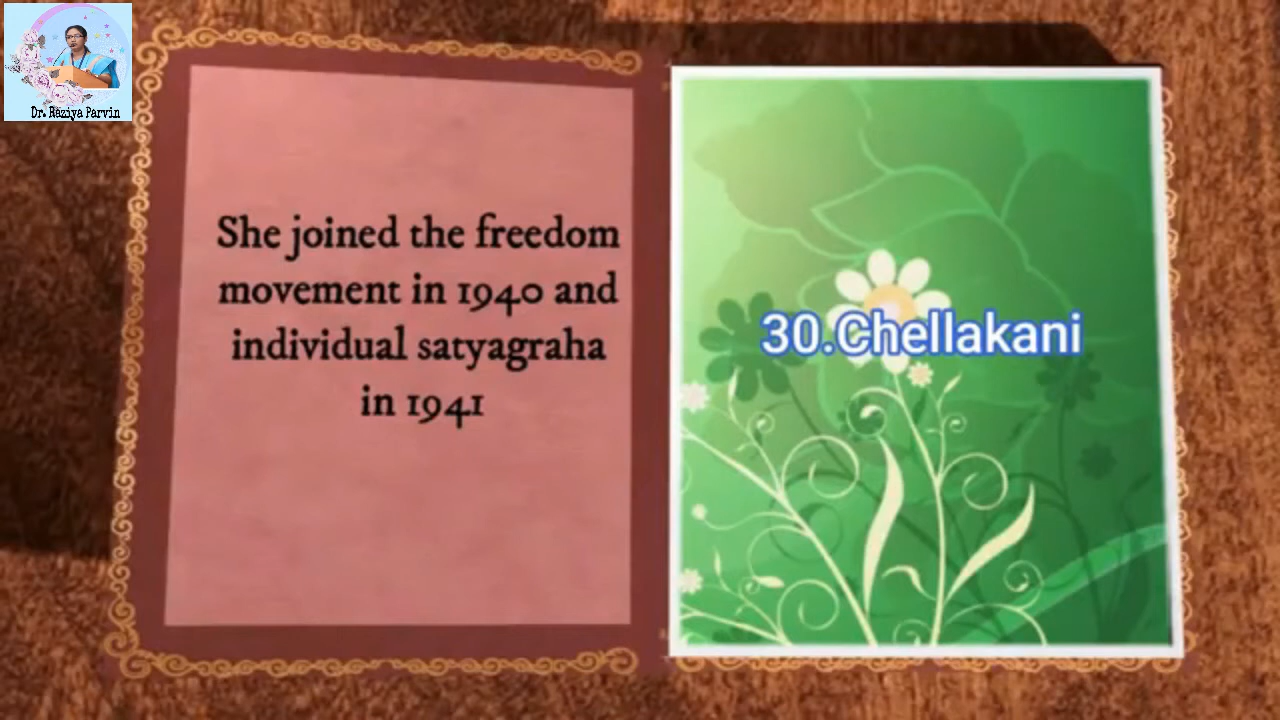 Dr. Raziya Parvin
She joined the freedom
movement in 1940 and
individual satyagraha
in 1941
30.Chellakani